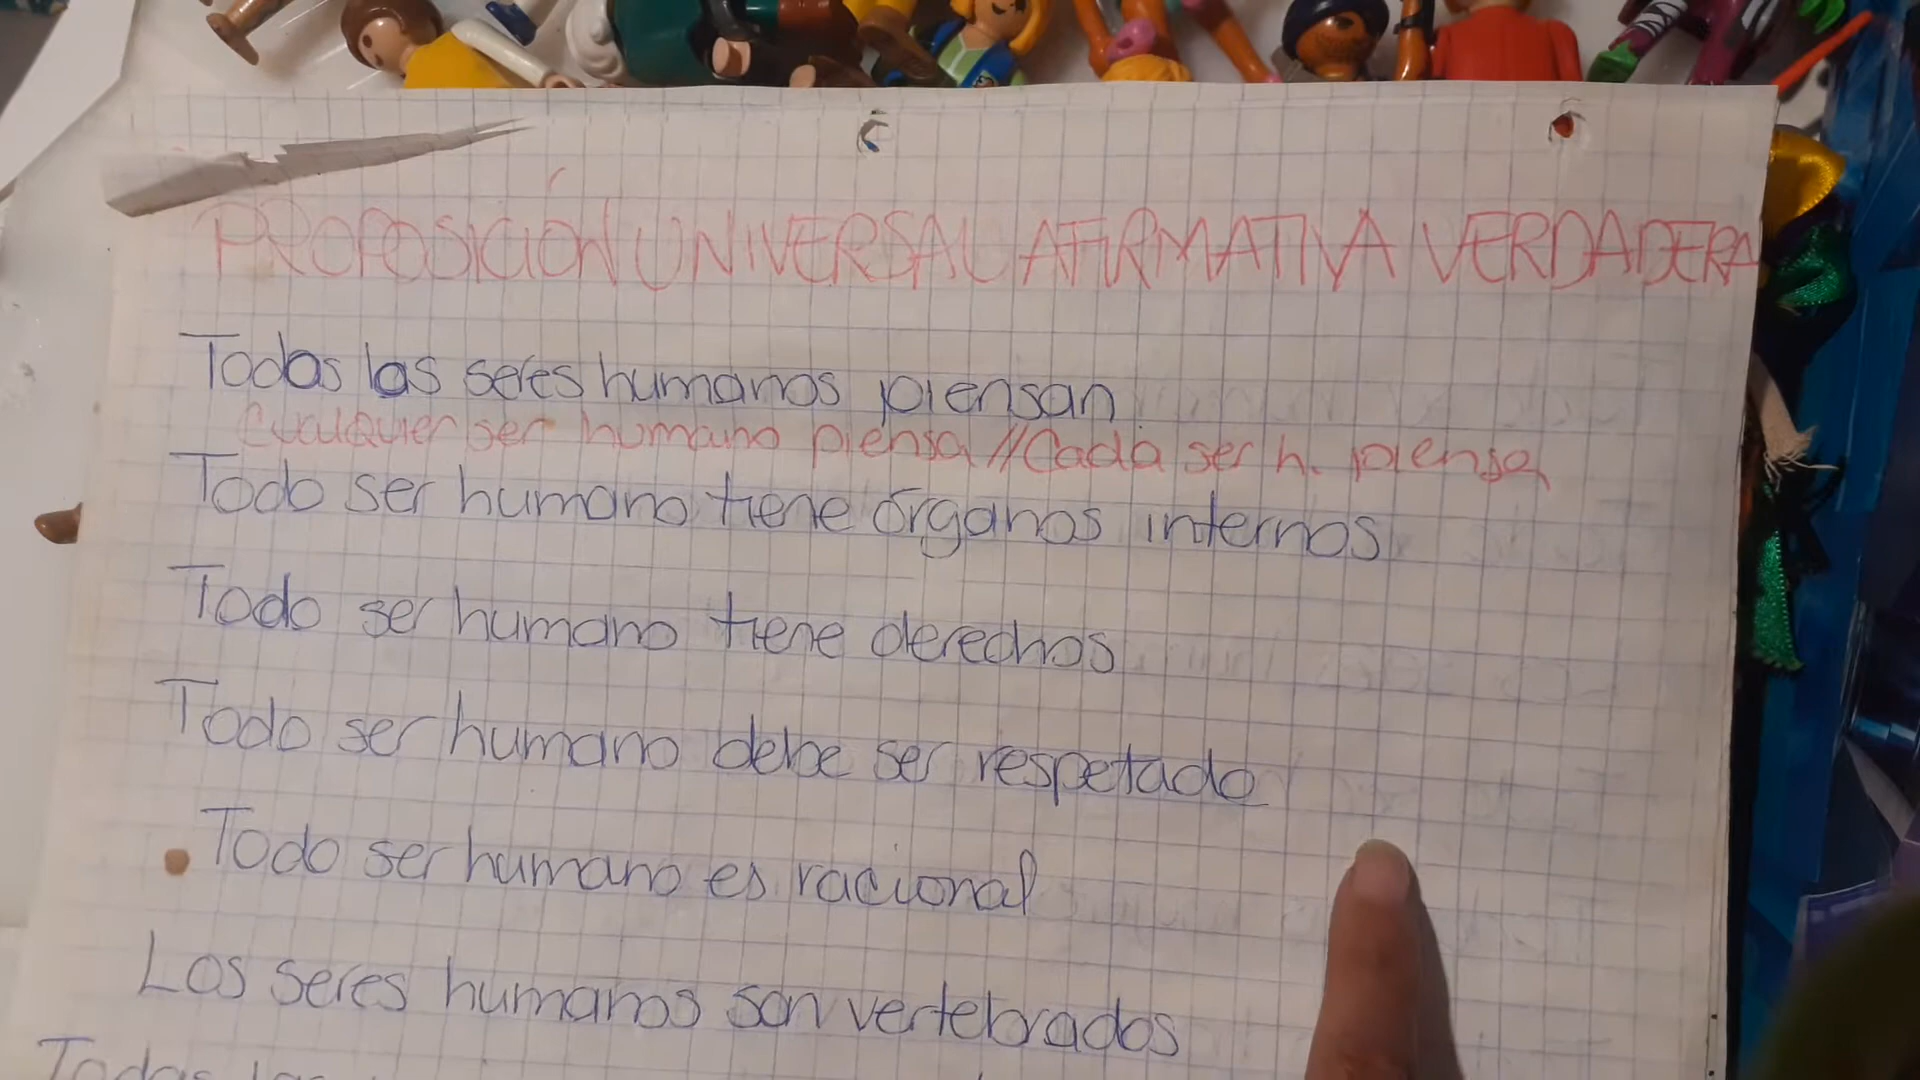 PROPOSICIÓN UNIVERSAL AFIRMATIVA VERDADERA
Todos los seres humanos piensan
Cualquier ser humano piensa // Cada ser h. piensa
Todo ser humano tiene órganos internos
Todo ser humano tiene derechos
Todo ser humano debe ser respetado
Todo ser humano es racional
Los seres humanos son vertebrados